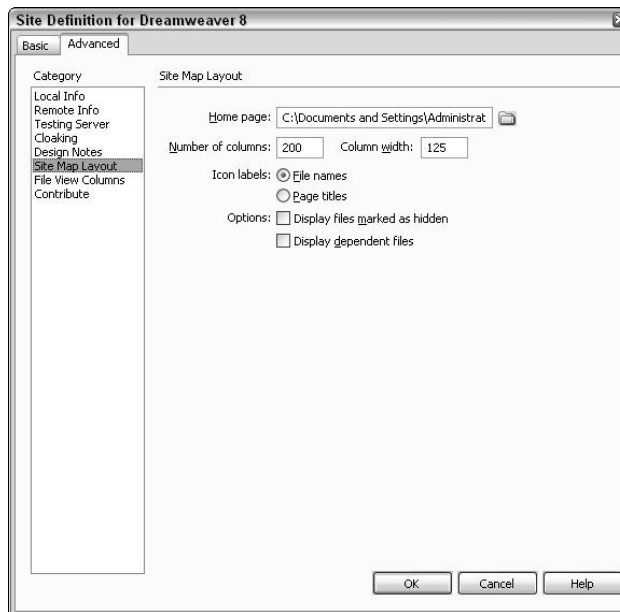 Site Definition for Dreamweaver 8
Basic
Advanced
Category
Local Info
Remote Info
Testing Server
Cloaking
Design Notes
Site Map Layout
File View Columns
Contribute
Site Map Layout
Home page: C:\Documents and Settings\Administrat
Number of columns: 200 Column width: 125
Icon labels: File names
Page titles
Options: Display files marked as hidden
Display dependent files
OK Cancel Help